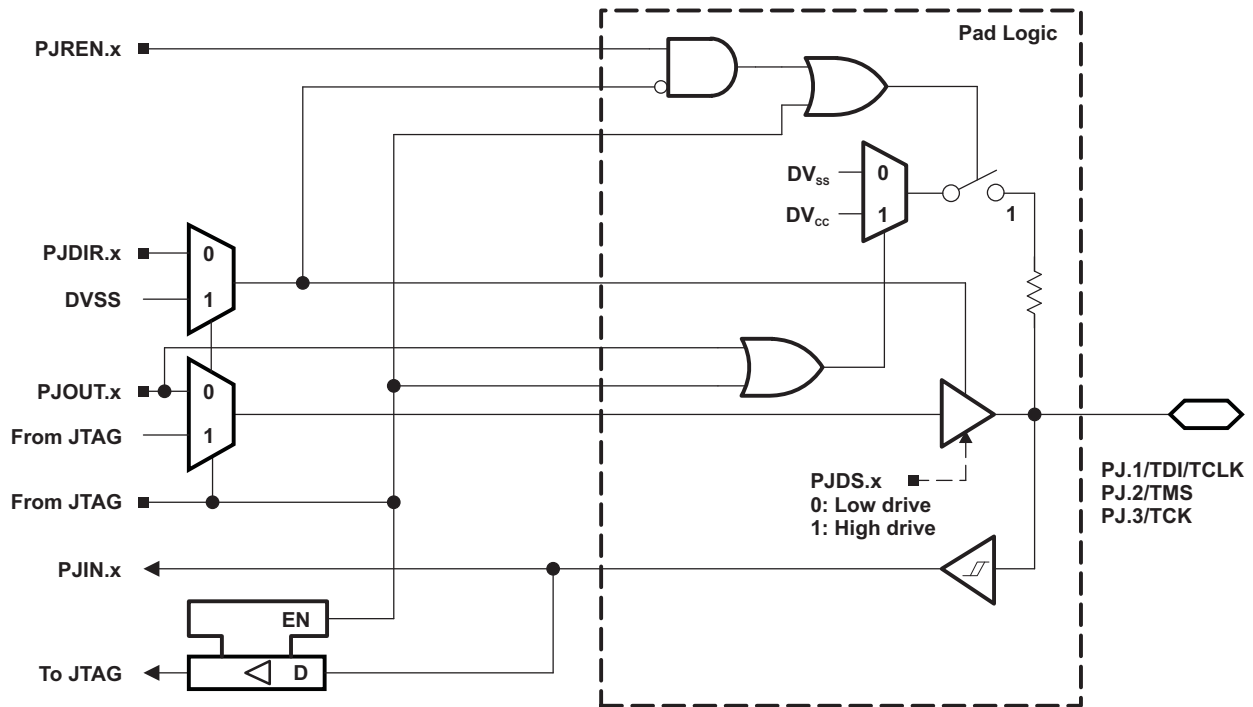 Pad Logic
PJREN.x
DVSS
0
DVCC
1
1
PJDIR.x
0
DVSS
1
PJOUT.x
0
From JTAG
1
From JTAG
PJDS.x
0: Low drive
1: High drive
PJ.1/TDI/TCLK
PJ.2/TMS
PJ.3/TCK
PJIN.x
EN
To JTAG
D